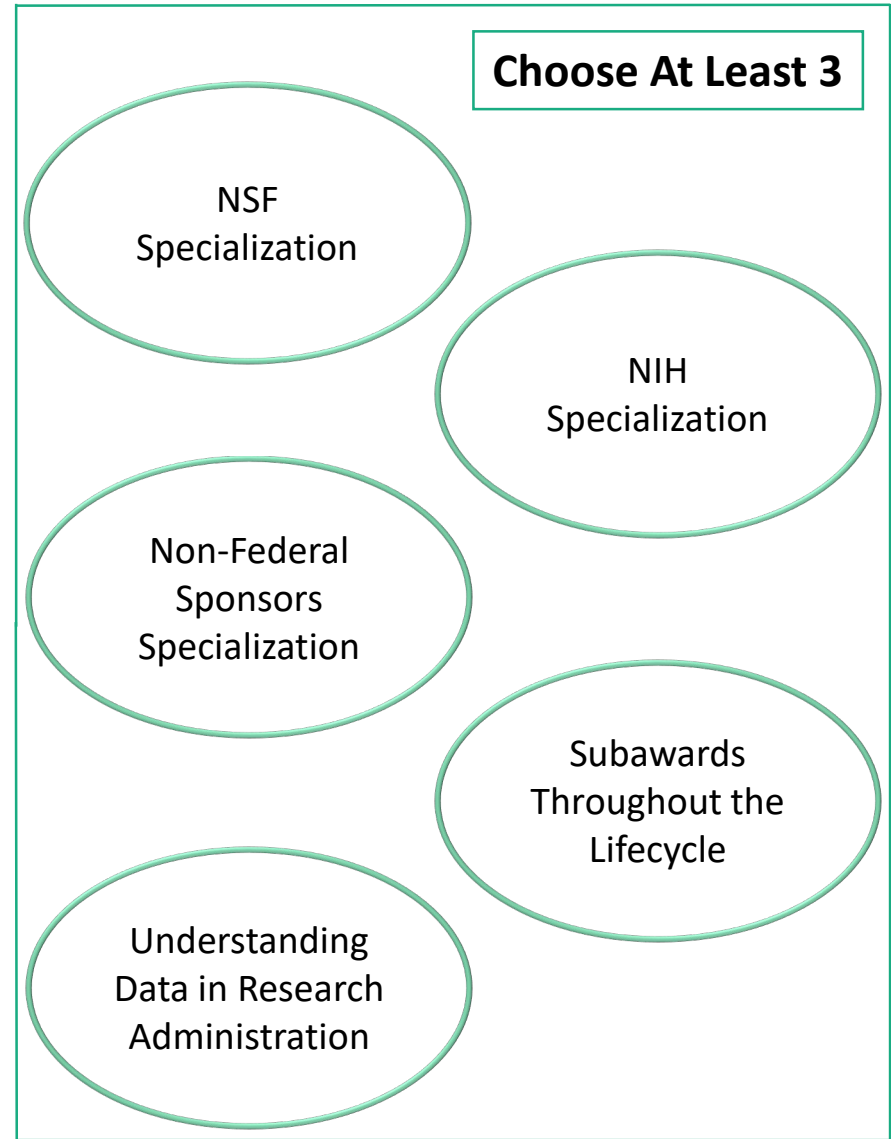 Choose At Least 3
NSF
Specialization
NIH
Specialization
Non-Federal
Sponsors
Specialization
Subawards
Throughout the
Lifecycle
Understanding
Data in Research
Administration